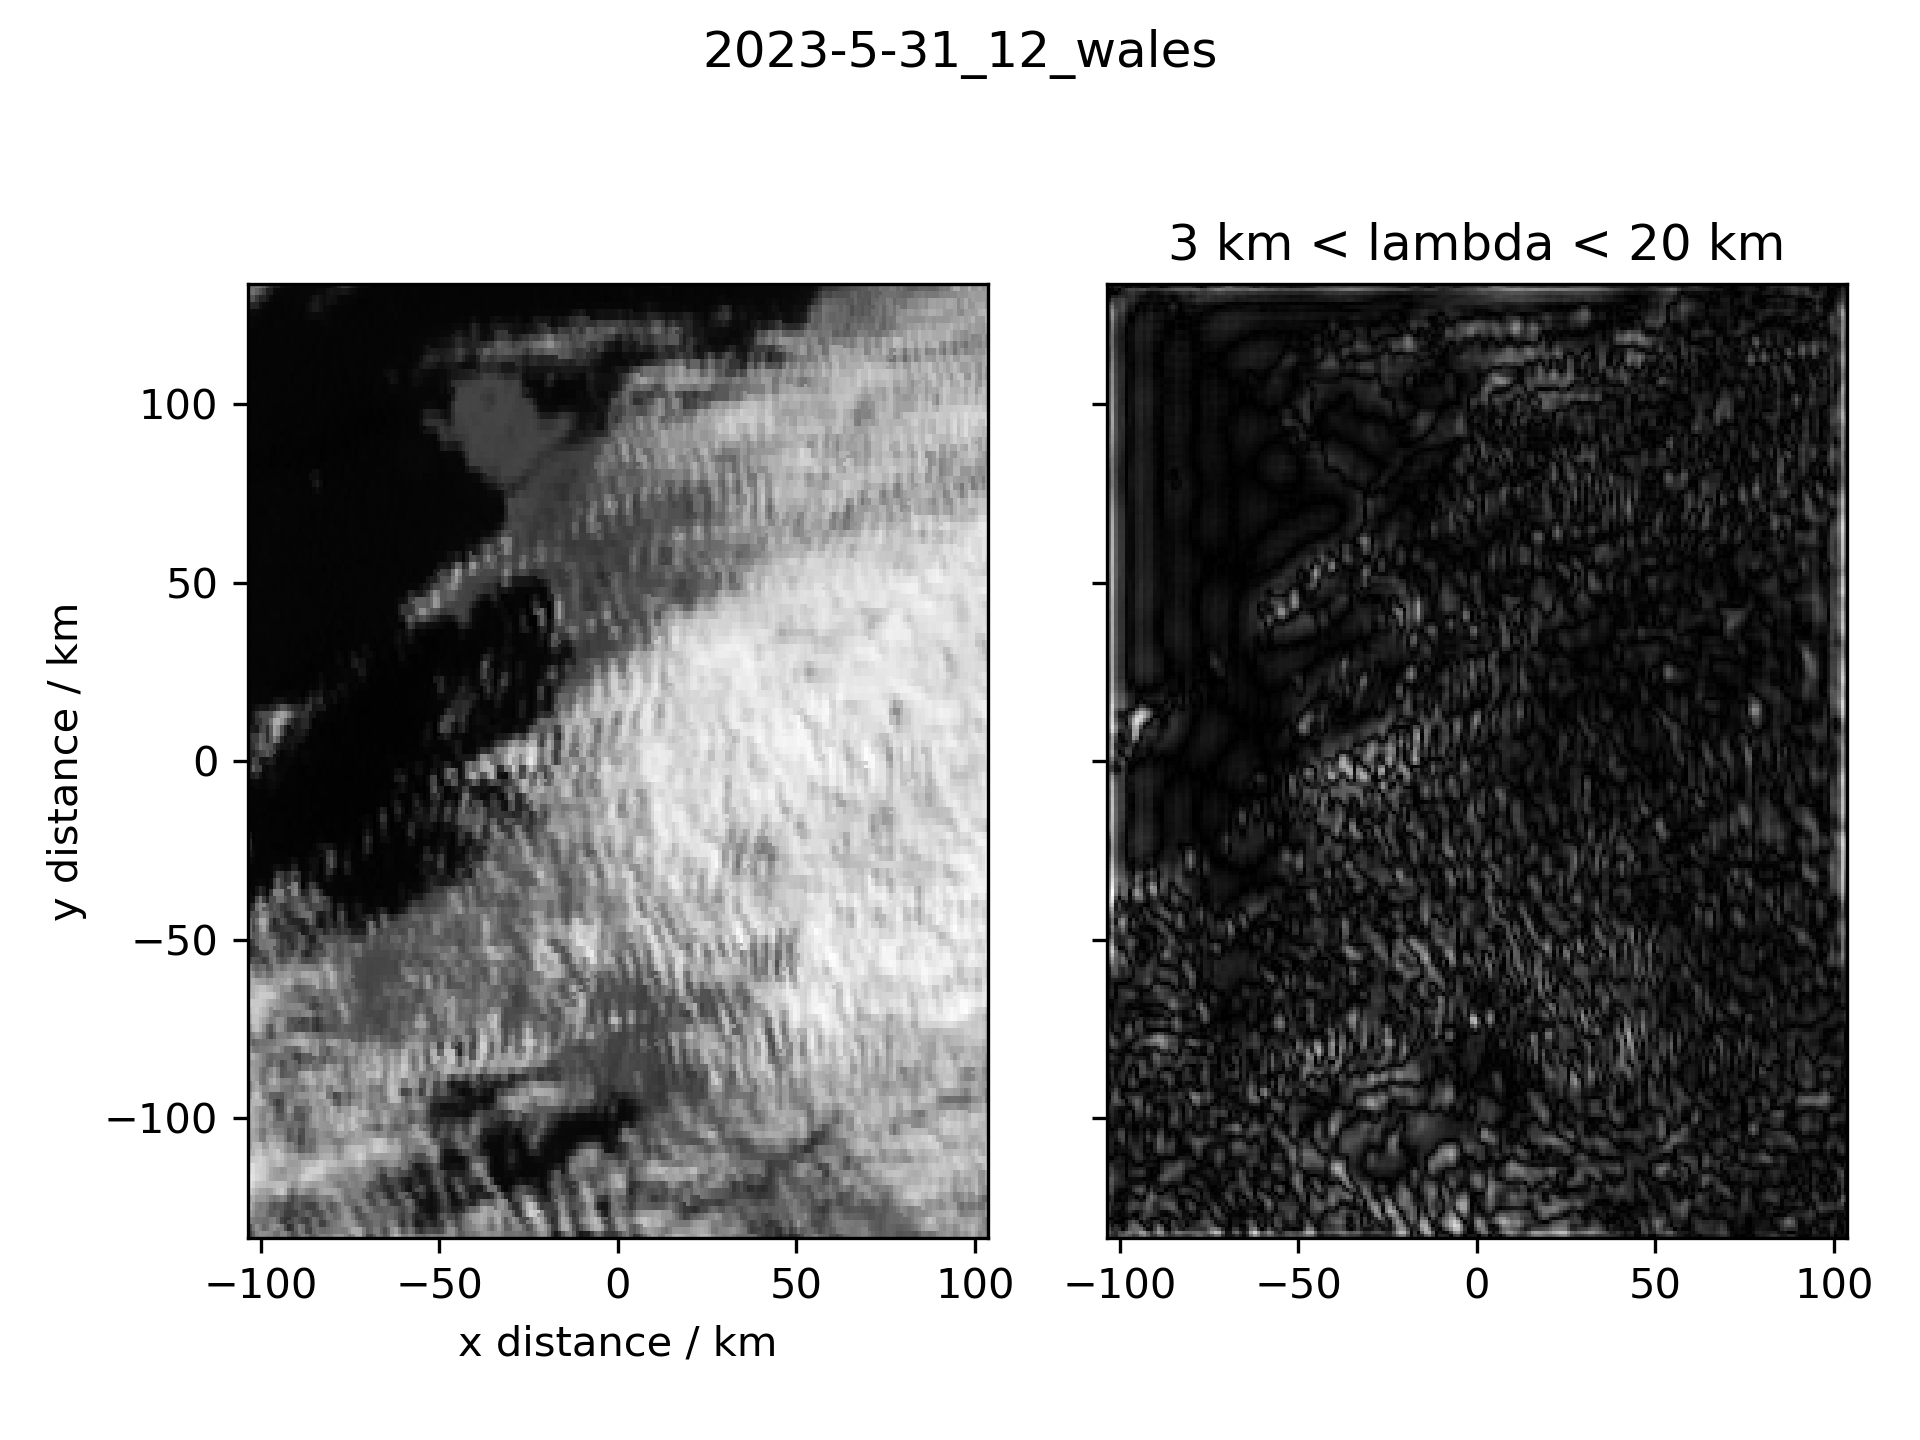 2023-5-31_12_wales
3 km < lambda < 20 km
y distance / km
100
50
0
−50
−100
−100 −50 0 50 100
x distance / km
−100 −50 0 50 100